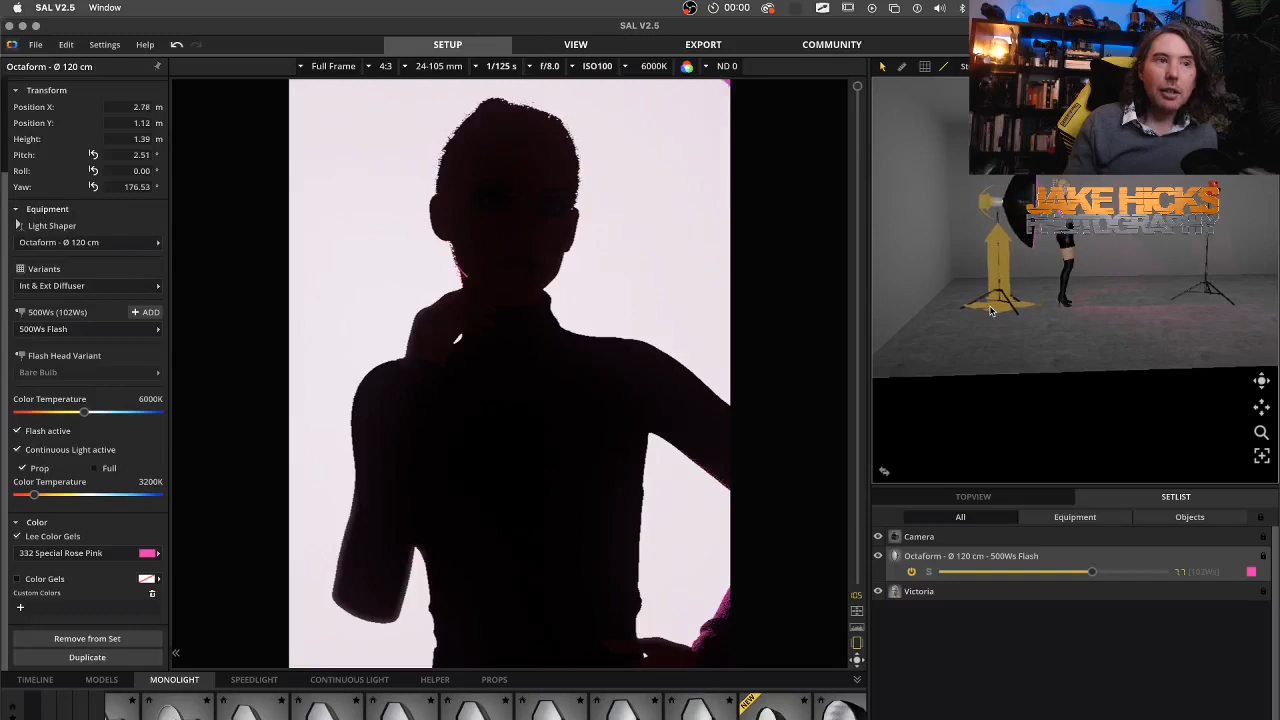 SAL V2.5 Window
00:00
SAL V2.5
File Edit Settings Help
SETUP VIEW EXPORT COMMUNITY
Octaform - Ø 120 cm
Full Frame 4:3 24-105 mm 1/125 s f/8.0 ISO100 6000K ND 0
Transform
Position X: 2.78 m
Position Y: 1.12 m
Height: 1.39 m
Pitch: 2.51 °
Roll: 0.00 °
Yaw: 176.53 °
Equipment
Light Shaper
Octaform - Ø 120 cm
Variants
Int & Ext Diffuser
500Ws (102Ws) + ADD
500Ws Flash
Flash Head Variant
Bare Bulb
Color Temperature 6000K
Flash active
Continuous Light active
Prop Full
Color Temperature 3200K
Color
Lee Color Gels
332 Special Rose Pink
Color Gels
Custom Colors
+
Remove from Set
Duplicate
JAKE HICKS
PHOTOGRAPHY
TOPVIEW SETLIST
All Equipment Objects
Camera
Octaform - Ø 120 cm - 500Ws Flash
S 7.7 [102Ws]
Victoria
TIMELINE MODELS MONOLIGHT SPEEDLIGHT CONTINUOUS LIGHT HELPER PROPS
NEW